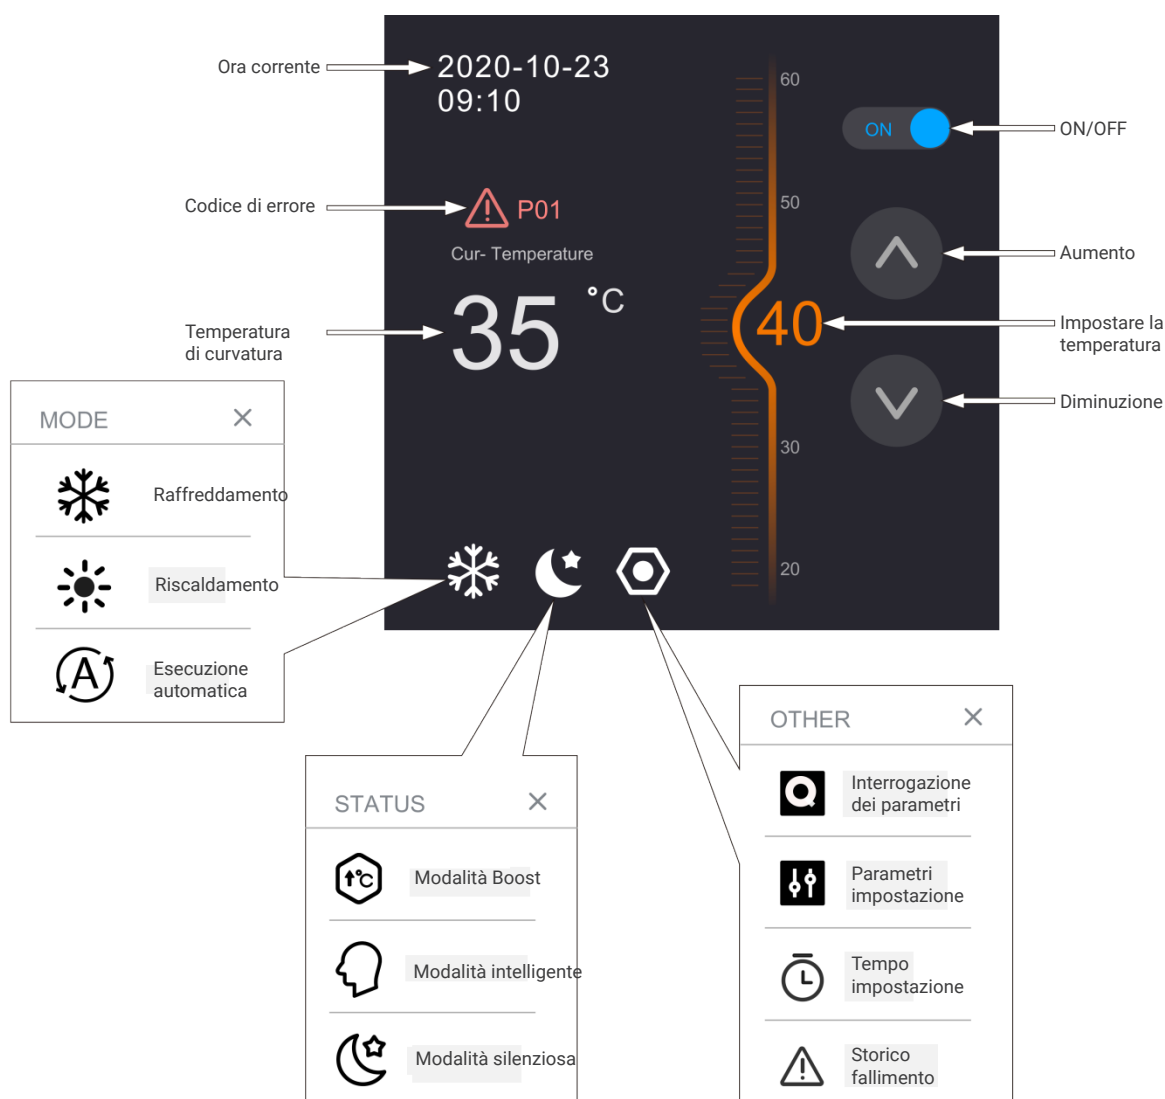 Ora corrente
2020-10-23
09:10
60
ON
ON/OFF
50
Codice di errore
P01
Cur- Temperature
Aumento
35 °C
40
Temperatura
di curvatura
Impostare la
temperatura
Diminuzione
30
20
MODE
Raffreddamento
Riscaldamento
A
Esecuzione
automatica
STATUS
°C
Modalità Boost
Modalità intelligente
Modalità silenziosa
OTHER
Interrogazione
dei parametri
Parametri
impostazione
Tempo
impostazione
Storico
fallimento